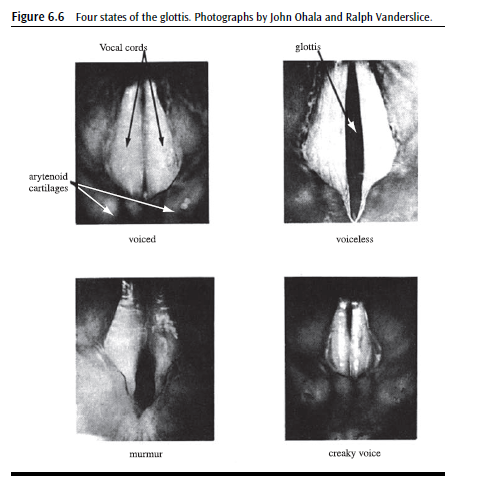 Figure 6.6 Four states of the glottis. Photographs by John Ohala and Ralph Vanderslice.
Vocal cords
glottis
arytenoid
cartilages
voiced
voiceless
murmur
creaky voice